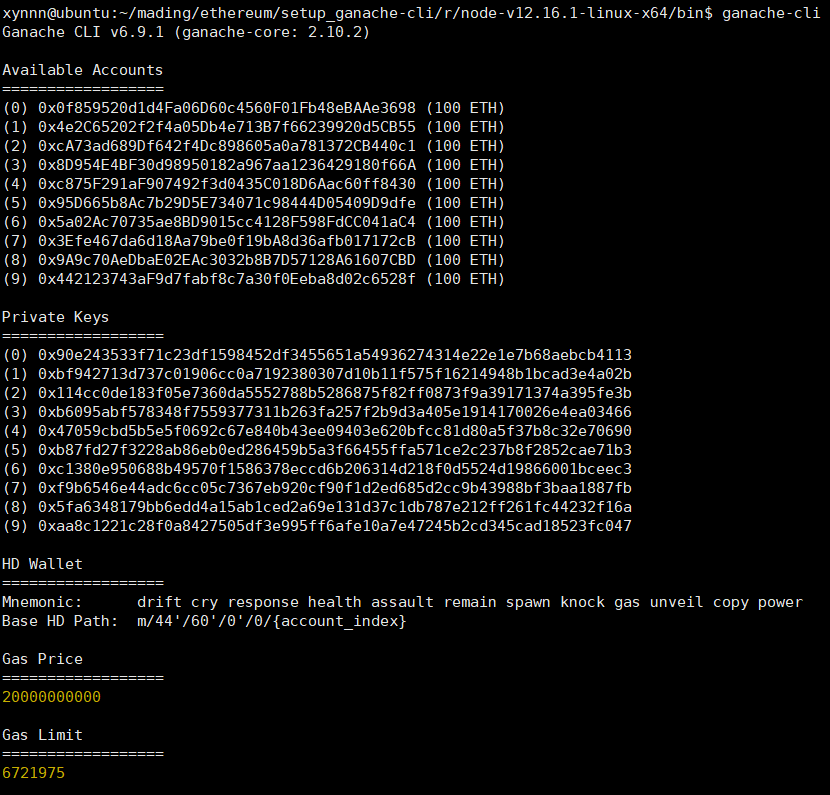 xynnn@ubuntu:~/mading/ethereum/setup_ganache-cli/r/node-v12.16.1-linux-x64/bin$ ganache-cli
Ganache CLI v6.9.1 (ganache-core: 2.10.2)
Available Accounts
==================
(0) 0x0f859520d1d4Fa06D60c4560F01Fb48eBAAe3698 (100 ETH)
(1) 0x4e2C65202f2f4a05Db4e713B7f66239920d5CB55 (100 ETH)
(2) 0xcA73ad689Df642f4Dc898605a0a781372CB440c1 (100 ETH)
(3) 0x8D954E4BF30d98950182a967aa1236429180f66A (100 ETH)
(4) 0xc875F291aF907492f3d0435C018D6Aac60ff8430 (100 ETH)
(5) 0x95D665b8Ac7b29D5E734071c98444D05409D9dfe (100 ETH)
(6) 0x5a02Ac70735ae8BD9015cc4128F598FdCC041aC4 (100 ETH)
(7) 0x3Efe467da6d18Aa79be0f19bA8d36afb017172cB (100 ETH)
(8) 0x9A9c70AeDbaE02EAc3032b8B7D57128A61607CBD (100 ETH)
(9) 0x442123743aF9d7fabf8c7a30f0Eeba8d02c6528f (100 ETH)
Private Keys
==================
(0) 0x90e243533f71c23df1598452df3455651a54936274314e22e1e7b68aebcb4113
(1) 0xbf942713d737c01906cc0a7192380307d10b11f575f16214948b1bcad3e4a02b
(2) 0x114cc0de183f05e7360da5552788b5286875f82ff0873f9a39171374a395fe3b
(3) 0xb6095abf578348f7559377311b263fa257f2b9d3a405e1914170026e4ea03466
(4) 0x47059cbd5b5e5f0692c67e840b43ee09403e620bfcc81d80a5f37b8c32e70690
(5) 0xb87fd27f3228ab86eb0ed286459b5a3f66455ffa571ce2c237b8f2852cae71b3
(6) 0xc1380e950688b49570f1586378eccd6b206314d218f0d5524d19866001bceec3
(7) 0xf9b6546e44adc6cc05c7367eb920cf90f1d2ed685d2cc9b43988bf3baa1887fb
(8) 0x5fa6348179bb6edd4a15ab1ced2a69e131d37c1db787e212ff261fc44232f16a
(9) 0xaa8c1221c28f0a8427505df3e995ff6afe10a7e47245b2cd345cad18523fc047
HD Wallet
==================
Mnemonic:      drift cry response health assault remain spawn knock gas unveil copy power
Base HD Path:  m/44'/60'/0'/0/{account_index}
Gas Price
==================
20000000000
Gas Limit
==================
6721975